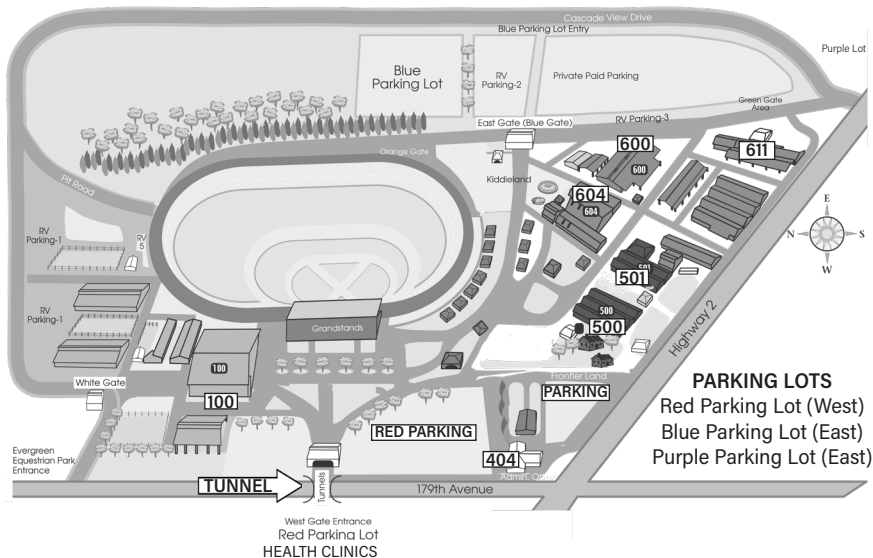 Cascade View Drive
Blue Parking Lot Entry
Purple Lot
Blue
Parking Lot
RV
Parking-2
Private Paid Parking
Green Gate
Area
East Gate (Blue Gate)
RV Parking-3
600
611
Orange Gate
600
Kiddieland
604
604
Pit Road
E
N
S
W
RV
Parking-1
RV
5
501
RV
Parking-1
500
500
Grandstands
Highway 2
100
White Gate
100
Frontier Land
PARKING
PARKING LOTS
Red Parking Lot (West)
Blue Parking Lot (East)
Purple Parking Lot (East)
RED PARKING
404
Evergreen
Equestrian Park
Entrance
Admin.
TUNNEL
Tunnels
179th Avenue
West Gate Entrance
Red Parking Lot
HEALTH CLINICS